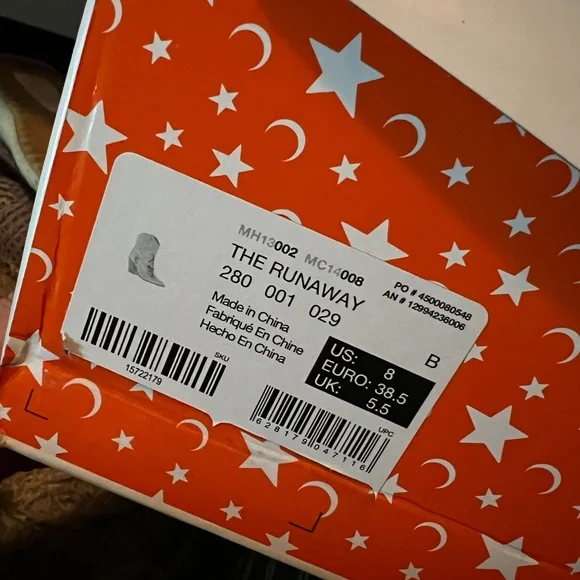 MH13002 MC14008
THE RUNAWAY
280 001 029
PO # 4500080548
AN # 12994236006
Made in China
Fabriqué En Chine
Hecho En China
US: 8
EURO: 38.5
UK: 5.5
B
SKU
15722179
UPC
628179047116